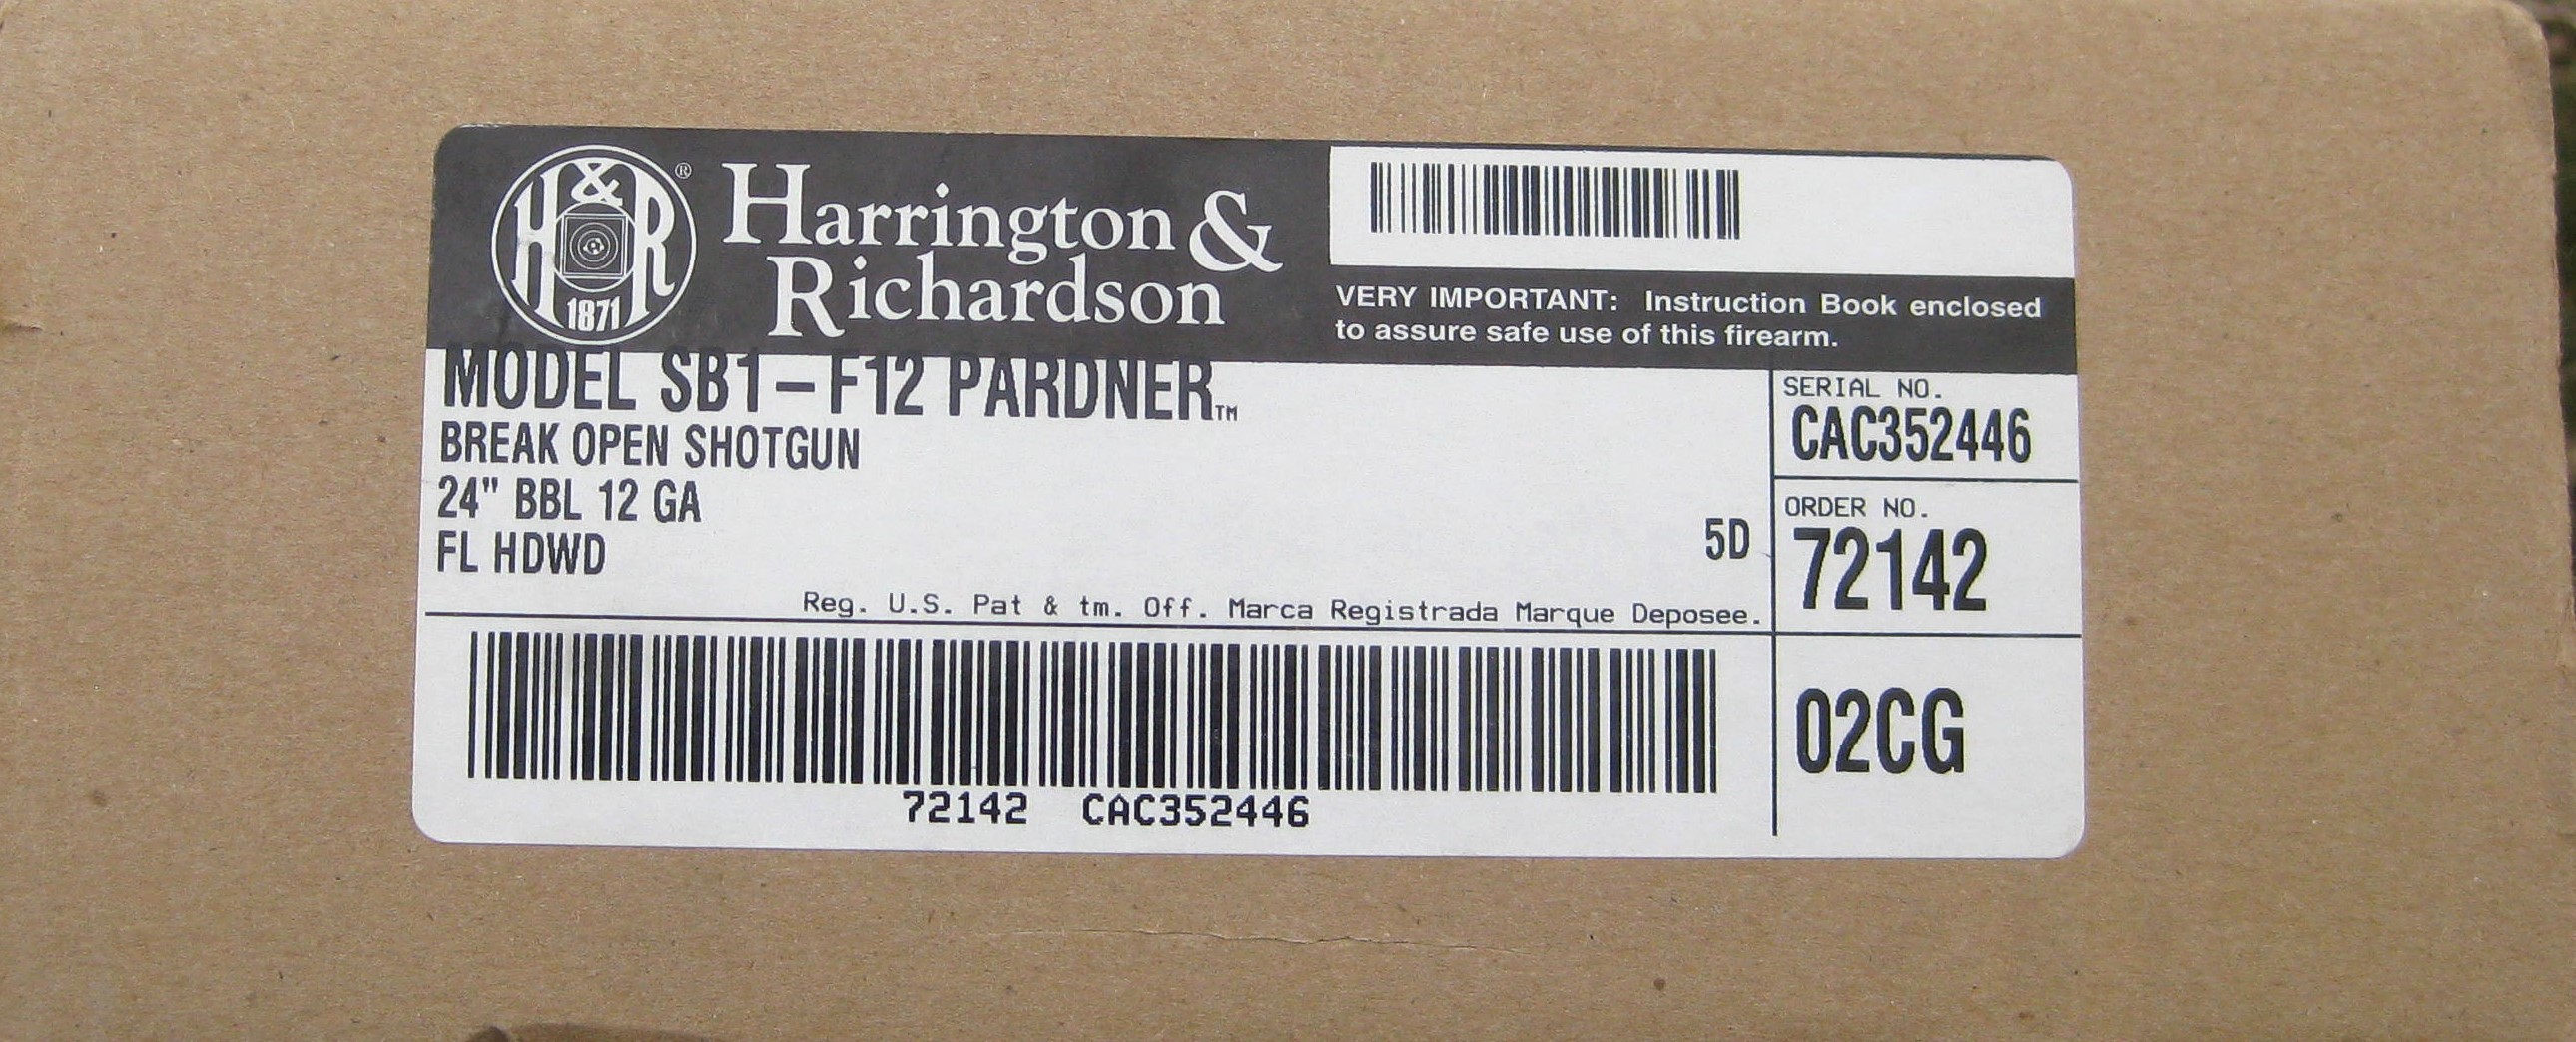 H&R
1871
®
Harrington &
Richardson
VERY IMPORTANT: Instruction Book enclosed
to assure safe use of this firearm.
MODEL SB1-F12 PARDNER™
BREAK OPEN SHOTGUN
24" BBL 12 GA
FL HDWD
5D
Reg. U.S. Pat & tm. Off. Marca Registrada Marque Deposee.
72142 CAC352446
SERIAL NO.
CAC352446
ORDER NO.
72142
02CG